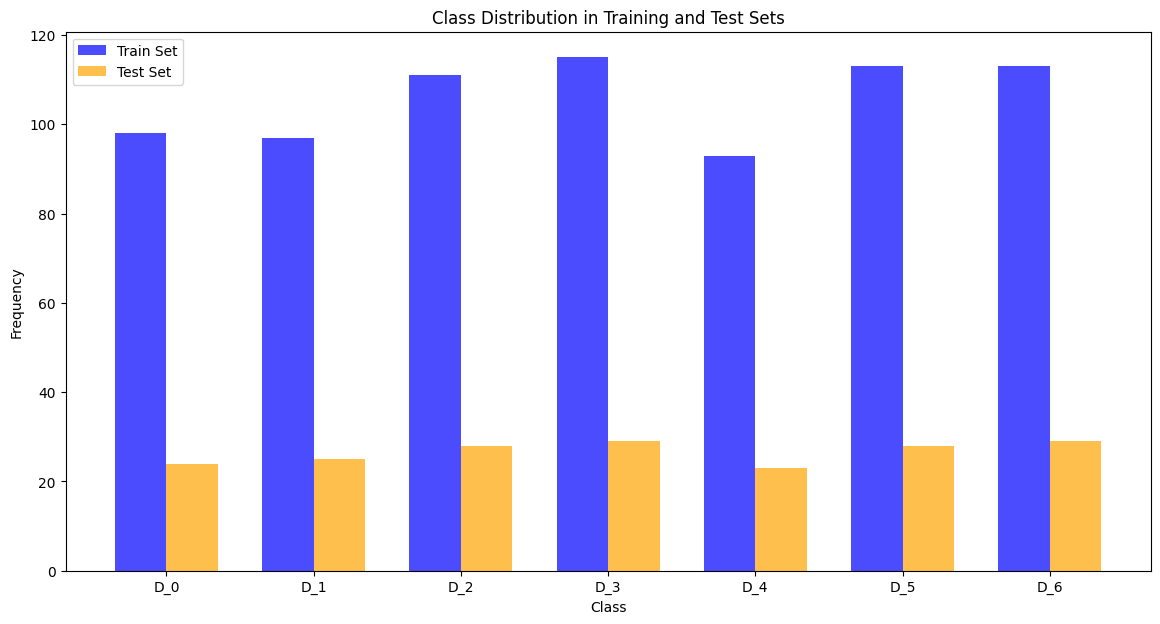 Class Distribution in Training and Test Sets
Train Set
Test Set
Frequency
120
100
80
60
40
20
0
D_0 D_1 D_2 D_3 D_4 D_5 D_6
Class